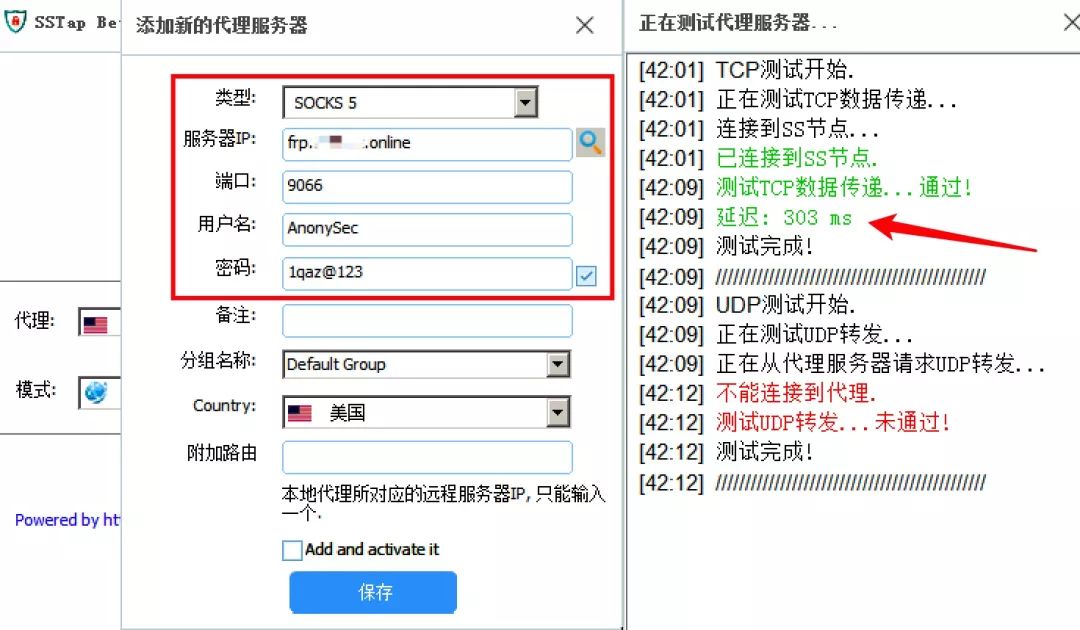 SSTap Be
添加新的代理服务器
类型:
SOCKS 5
服务器IP:
frp. .online
端口:
9066
用户名:
AnonySec
密码:
1qaz@123
备注:
分组名称:
Default Group
Country:
美国
附加路由
本地代理所对应的远程服务器IP,只能输入
一个.
Add and activate it
保存
代理:
模式:
Powered by ht
正在测试代理服务器...
[42:01] TCP测试开始.
[42:01] 正在测试TCP数据传递...
[42:01] 连接到SS节点...
[42:01] 已连接到SS节点.
[42:09] 测试TCP数据传递...通过!
[42:09] 延迟: 303 ms
[42:09] 测试完成!
[42:09] //////////////////////////////////////////////
[42:09] UDP测试开始.
[42:09] 正在测试UDP转发...
[42:09] 正在从代理服务器请求UDP转发...
[42:12] 不能连接到代理.
[42:12] 测试UDP转发...未通过!
[42:12] 测试完成!
[42:12] //////////////////////////////////////////////